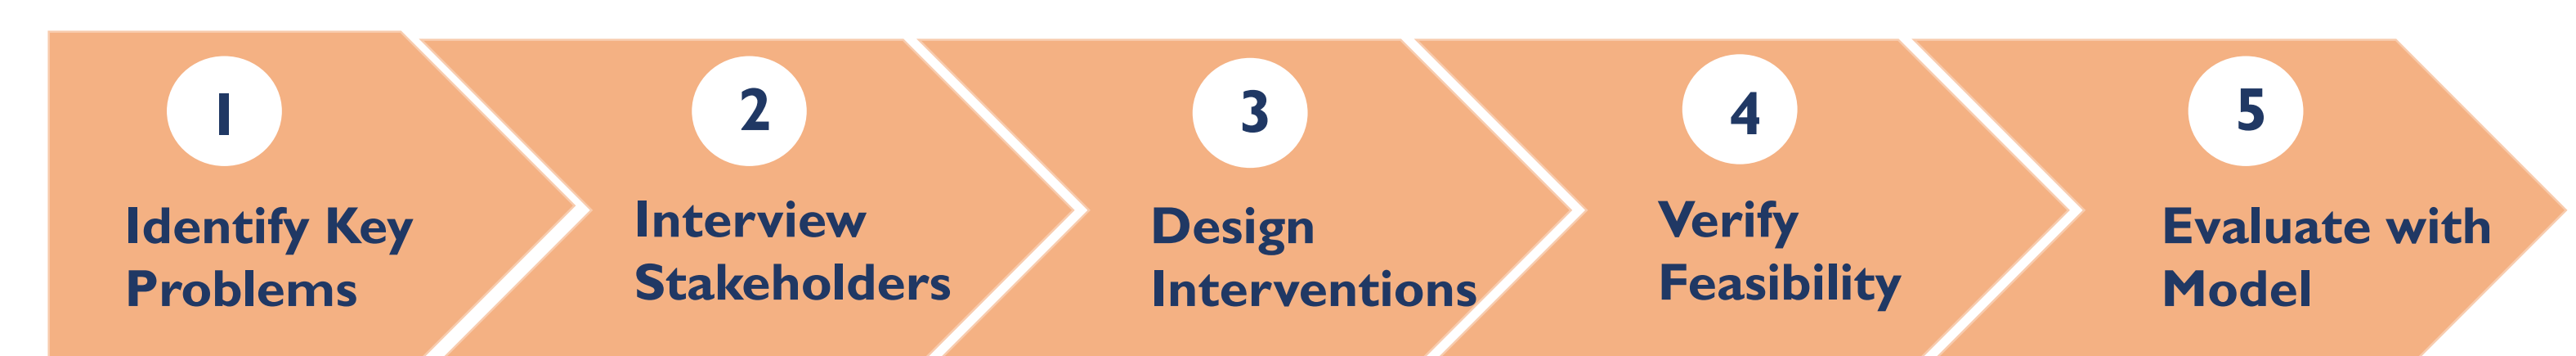 1
Identify Key
Problems
2
Interview
Stakeholders
3
Design
Interventions
4
Verify
Feasibility
5
Evaluate with
Model